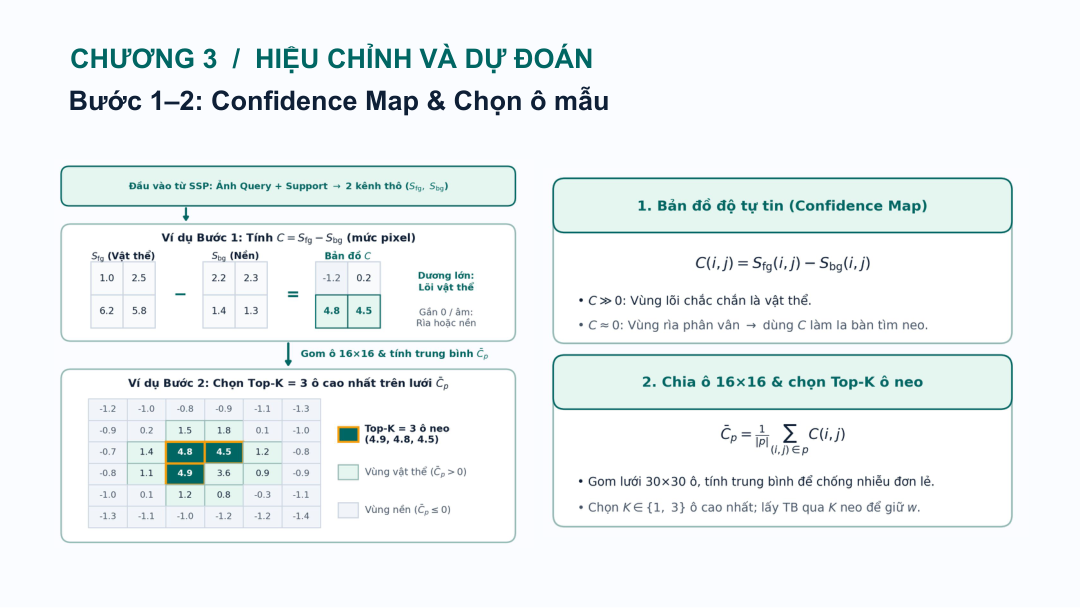 CHƯƠNG 3 / HIỆU CHỈNH VÀ DỰ ĐOÁN
Bước 1–2: Confidence Map & Chọn ô mẫu
Đầu vào từ SSP: Ảnh Query + Support → 2 kênh thô (S_fg, S_bg)
Ví dụ Bước 1: Tính C = S_fg − S_bg (mức pixel)
S_fg (Vật thể) S_bg (Nền) Bản đồ C
1.0 2.5 2.2 2.3 -1.2 0.2
− =
6.2 5.8 1.4 1.3 4.8 4.5
Dương lớn:
Lõi vật thể
Gần 0 / âm:
Rìa hoặc nền
Gom ô 16×16 & tính trung bình C̄_p
Ví dụ Bước 2: Chọn Top-K = 3 ô cao nhất trên lưới C̄_p
-1.2 -1.0 -0.8 -0.9 -1.1 -1.3
-0.9 0.2 1.5 1.8 0.1 -1.0
-0.7 1.4 4.8 4.5 1.2 -0.8
-0.8 1.1 4.9 3.6 0.9 -0.9
-1.0 0.1 1.2 0.8 -0.3 -1.1
-1.3 -1.1 -1.0 -1.2 -1.2 -1.4
Top-K = 3 ô neo
(4.9, 4.8, 4.5)
Vùng vật thể (C̄_p > 0)
Vùng nền (C̄_p ≤ 0)
1. Bản đồ độ tự tin (Confidence Map)
C(i, j) = S_fg(i, j) − S_bg(i, j)
• C ≫ 0: Vùng lõi chắc chắn là vật thể.
• C ≈ 0: Vùng rìa phân vân → dùng C làm la bàn tìm neo.
2. Chia ô 16×16 & chọn Top-K ô neo
C̄_p = 1/|p| ∑_(i, j) ∈ p C(i, j)
• Gom lưới 30×30 ô, tính trung bình để chống nhiễu đơn lẻ.
• Chọn K ∈ {1, 3} ô cao nhất; lấy TB qua K neo để giữ w.